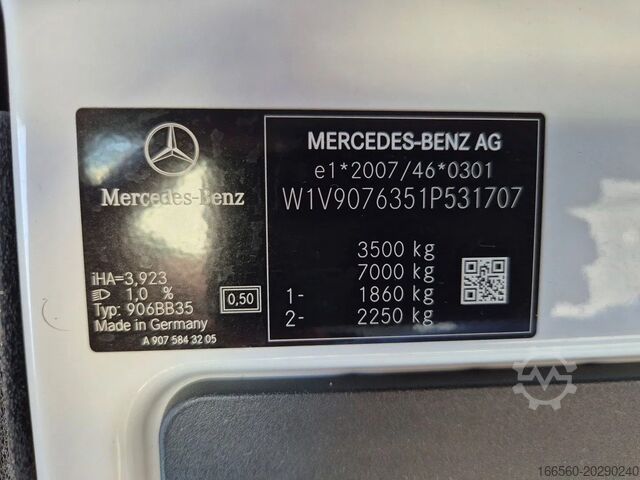 Mercedes-Benz
iHA=3,923
1,0 %
Typ: 906BB35
Made in Germany
0,50
A 907 584 32 05
MERCEDES-BENZ AG
e1*2007/46*0301
W1V9076351P531707
3500 kg
7000 kg
1- 1860 kg
2- 2250 kg
166560-20290240